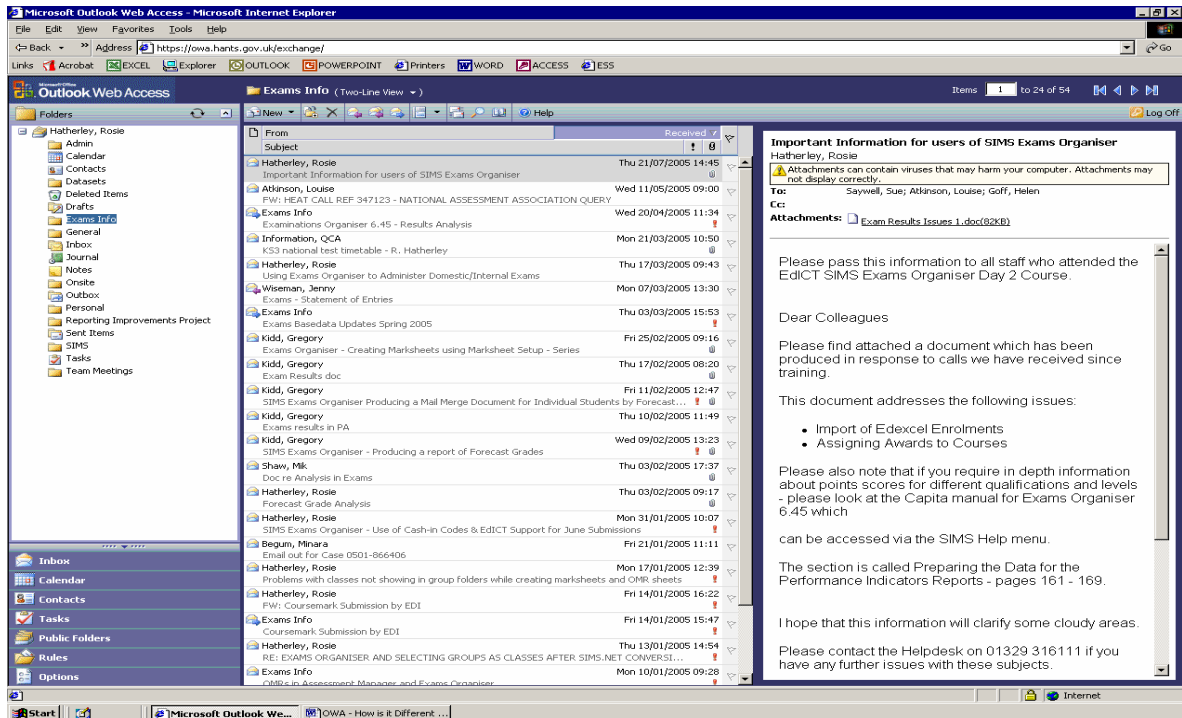 Microsoft Outlook Web Access - Microsoft Internet Explorer
File Edit View Favorites Tools Help
Back » Address https://owa.hants.gov.uk/exchange/ Go
Links Acrobat EXCEL Explorer OUTLOOK POWERPOINT Printers WORD ACCESS ESS
Microsoft Office
Outlook Web Access
Exams Info (Two-Line View)
Items 1 to 24 of 54
Folders
New Help Log Off
Hatherley, Rosie
Admin
Calendar
Contacts
Datasets
Deleted Items
Drafts
Exams Info
General
Inbox
Journal
Notes
Onsite
Outbox
Personal
Reporting Improvements Project
Sent Items
SIMS
Tasks
Team Meetings
Inbox
Calendar
Contacts
Tasks
Public Folders
Rules
Options
From Received
Subject
Hatherley, Rosie Thu 21/07/2005 14:45
Important Information for users of SIMS Exams Organiser
Atkinson, Louise Wed 11/05/2005 09:00
FW: HEAT CALL REF 347123 - NATIONAL ASSESSMENT ASSOCIATION QUERY
Exams Info Wed 20/04/2005 11:34
Examinations Organiser 6.45 - Results Analysis
Information, QCA Mon 21/03/2005 10:50
KS3 national test timetable - R. Hatherley
Hatherley, Rosie Thu 17/03/2005 09:43
Using Exams Organiser to Administer Domestic/Internal Exams
Wiseman, Jenny Mon 07/03/2005 13:30
Exams - Statement of Entries
Exams Info Thu 03/03/2005 15:53
Exams Basedata Updates Spring 2005
Kidd, Gregory Fri 25/02/2005 09:16
Exams Organiser - Creating Marksheets using Marksheet Setup - Series
Kidd, Gregory Thu 17/02/2005 08:20
Exam Results doc
Kidd, Gregory Fri 11/02/2005 12:47
SIMS Exams Organiser Producing a Mail Merge Document for Individual Students by Forecast...
Kidd, Gregory Thu 10/02/2005 11:49
Exams results in PA
Kidd, Gregory Wed 09/02/2005 13:23
SIMS Exams Organiser - Producing a report of Forecast Grades
Shaw, Mik Thu 03/02/2005 17:37
Doc re Analysis in Exams
Hatherley, Rosie Thu 03/02/2005 09:17
Forecast Grade Analysis
Hatherley, Rosie Mon 31/01/2005 10:07
SIMS Exams Organiser - Use of Cash-in Codes & EdICT Support for June Submissions
Begum, Minara Fri 21/01/2005 11:11
Email out for Case 0501-866406
Hatherley, Rosie Mon 17/01/2005 12:39
Problems with classes not showing in group folders while creating marksheets and OMR sheets
Hatherley, Rosie Fri 14/01/2005 16:22
FW: Coursemark Submission by EDI
Exams Info Fri 14/01/2005 15:47
Coursemark Submission by EDI
Hatherley, Rosie Thu 13/01/2005 14:54
RE: EXAMS ORGANISER AND SELECTING GROUPS AS CLASSES AFTER SIMS.NET CONVERSI...
Exams Info Mon 10/01/2005 09:28
OMRs in Assessment Manager and Exams Organiser
Important Information for users of SIMS Exams Organiser
Hatherley, Rosie
Attachments can contain viruses that may harm your computer. Attachments may
not display correctly.
To: Saywell, Sue; Atkinson, Louise; Goff, Helen
Cc:
Attachments: Exam Results Issues 1.doc(82KB)
Please pass this information to all staff who attended the
EdICT SIMS Exams Organiser Day 2 Course.
Dear Colleagues
Please find attached a document which has been
produced in response to calls we have received since
training.
This document addresses the following issues:
• Import of Edexcel Enrolments
• Assigning Awards to Courses
Please also note that if you require in depth information
about points scores for different qualifications and levels
- please look at the Capita manual for Exams Organiser
6.45 which
can be accessed via the SIMS Help menu.
The section is called Preparing the Data for the
Performance Indicators Reports - pages 161 - 169.
I hope that this information will clarify some cloudy areas.
Please contact the Helpdesk on 01329 316111 if you
have any further issues with these subjects.
Internet
Start Microsoft Outlook We... OWA - How is it Different ...